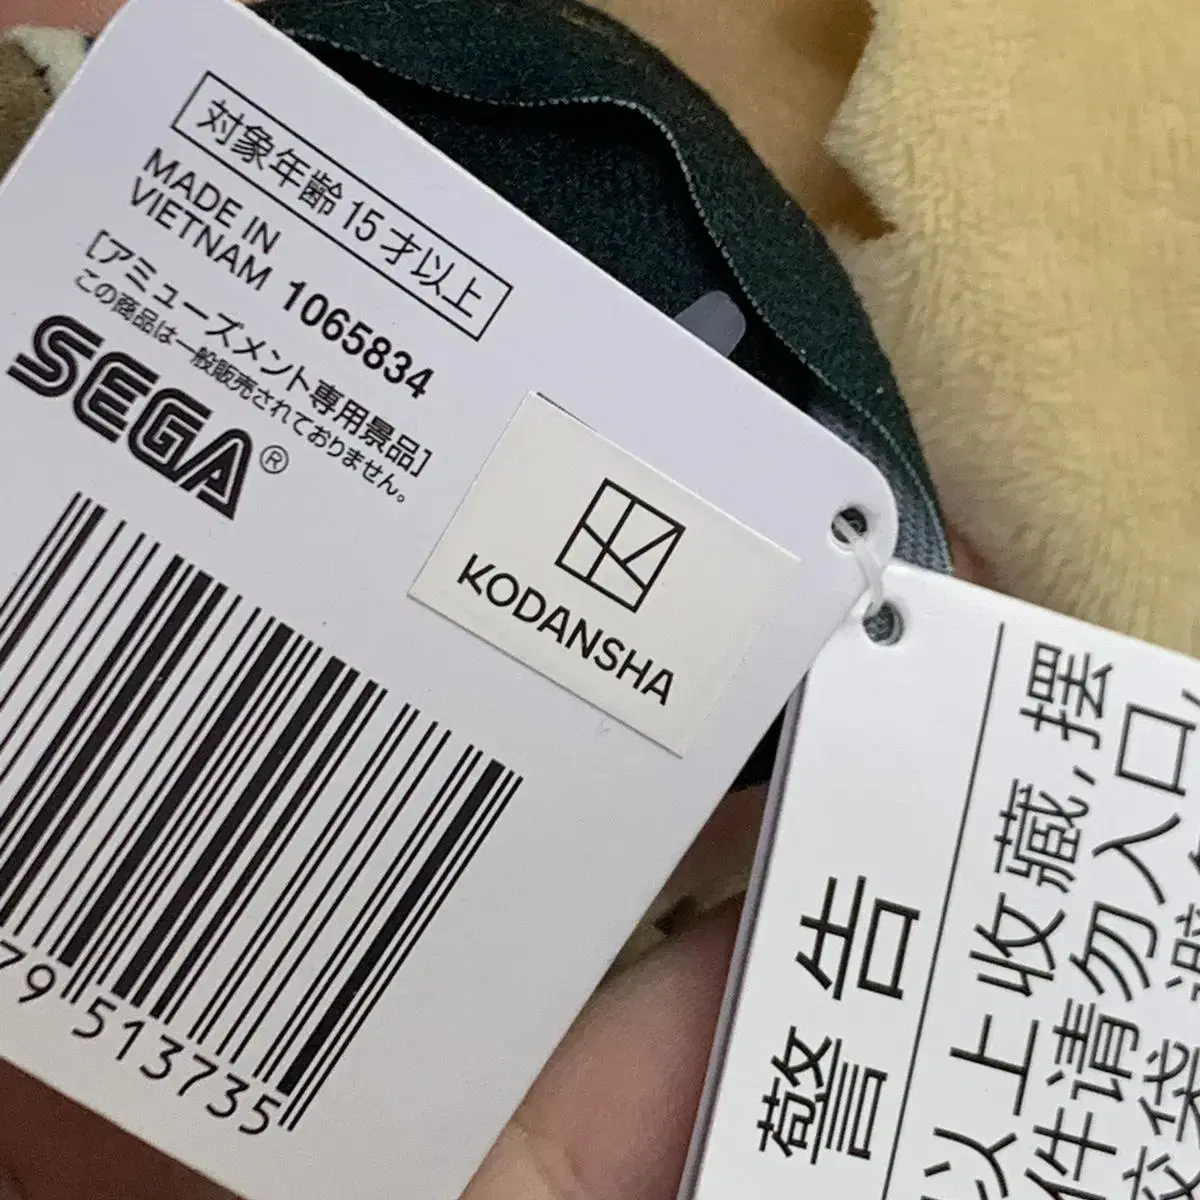 対象年齢 15 才以上
MADE IN
VIETNAM 1065834
[アミューズメント専用景品]
この商品は一般販売されておりません。
SEGA®
KODANSHA
79 513735
警告
以上收藏,摆
件请勿入口,